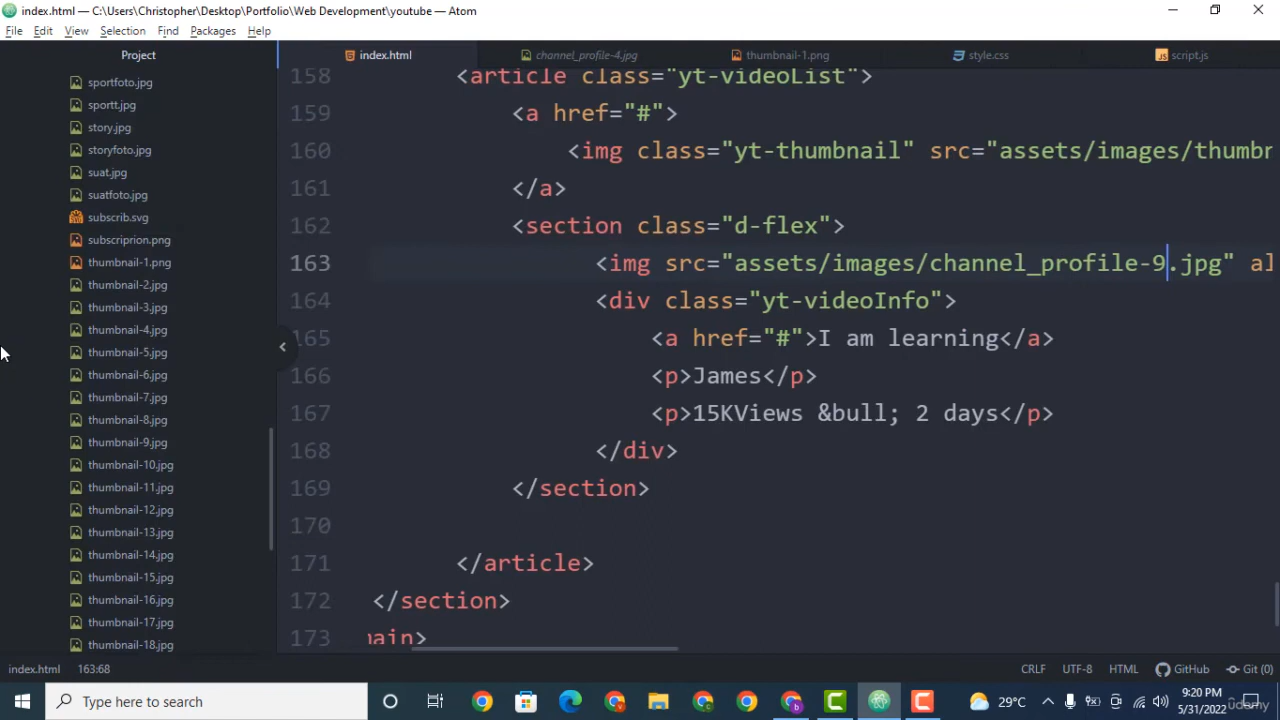 index.html — C:\Users\Christopher\Desktop\Portfolio\Web Development\youtube — Atom
File Edit View Selection Find Packages Help
Project
index.html channel_profile-4.jpg thumbnail-1.png style.css script.js
sportfoto.jpg
sportt.jpg
story.jpg
storyfoto.jpg
suat.jpg
suatfoto.jpg
subscrib.svg
subscriprion.png
thumbnail-1.png
thumbnail-2.jpg
thumbnail-3.jpg
thumbnail-4.jpg
thumbnail-5.jpg
thumbnail-6.jpg
thumbnail-7.jpg
thumbnail-8.jpg
thumbnail-9.jpg
thumbnail-10.jpg
thumbnail-11.jpg
thumbnail-12.jpg
thumbnail-13.jpg
thumbnail-14.jpg
thumbnail-15.jpg
thumbnail-16.jpg
thumbnail-17.jpg
thumbnail-18.jpg
158 <article class="yt-videoList">
159 <a href="#">
160 <img class="yt-thumbnail" src="assets/images/thumbr
161 </a>
162 <section class="d-flex">
163 <img src="assets/images/channel_profile-9.jpg" al
164 <div class="yt-videoInfo">
165 <a href="#">I am learning</a>
166 <p>James</p>
167 <p>15KViews &bull; 2 days</p>
168 </div>
169 </section>
170
171 </article>
172 </section>
173 main>
index.html 163:68 CRLF UTF-8 HTML GitHub Git (0)
Type here to search
29°C
9:20 PM
5/31/2022
udemy